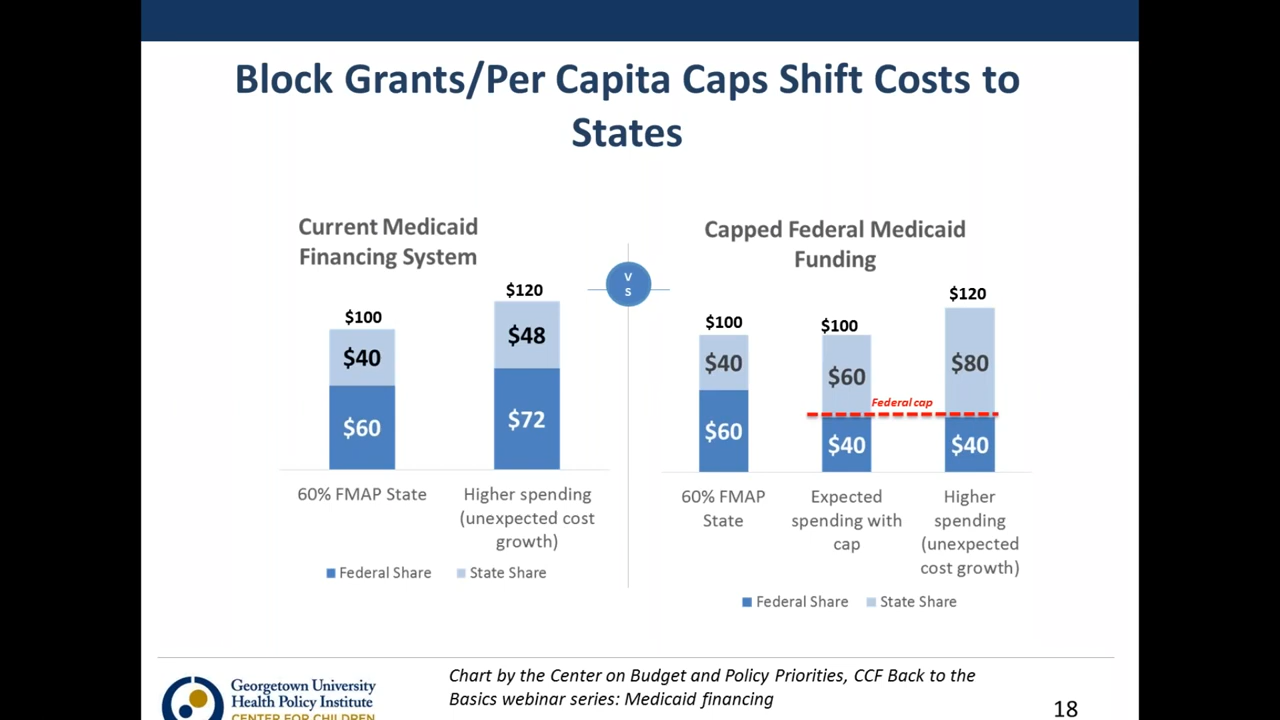 Block Grants/Per Capita Caps Shift Costs to
States
Current Medicaid
Financing System
$120
$100
$48
$40
$72
$60
60% FMAP State
Higher spending
(unexpected cost
growth)
Federal Share
State Share
V
S
Capped Federal Medicaid
Funding
$120
$100
$100
$40
$60
$80
Federal cap
$60
$40
$40
60% FMAP
State
Expected
spending with
cap
Higher
spending
(unexpected
cost growth)
Federal Share
State Share
Georgetown University
Health Policy Institute
CENTER FOR CHILDREN
Chart by the Center on Budget and Policy Priorities, CCF Back to the
Basics webinar series: Medicaid financing
18